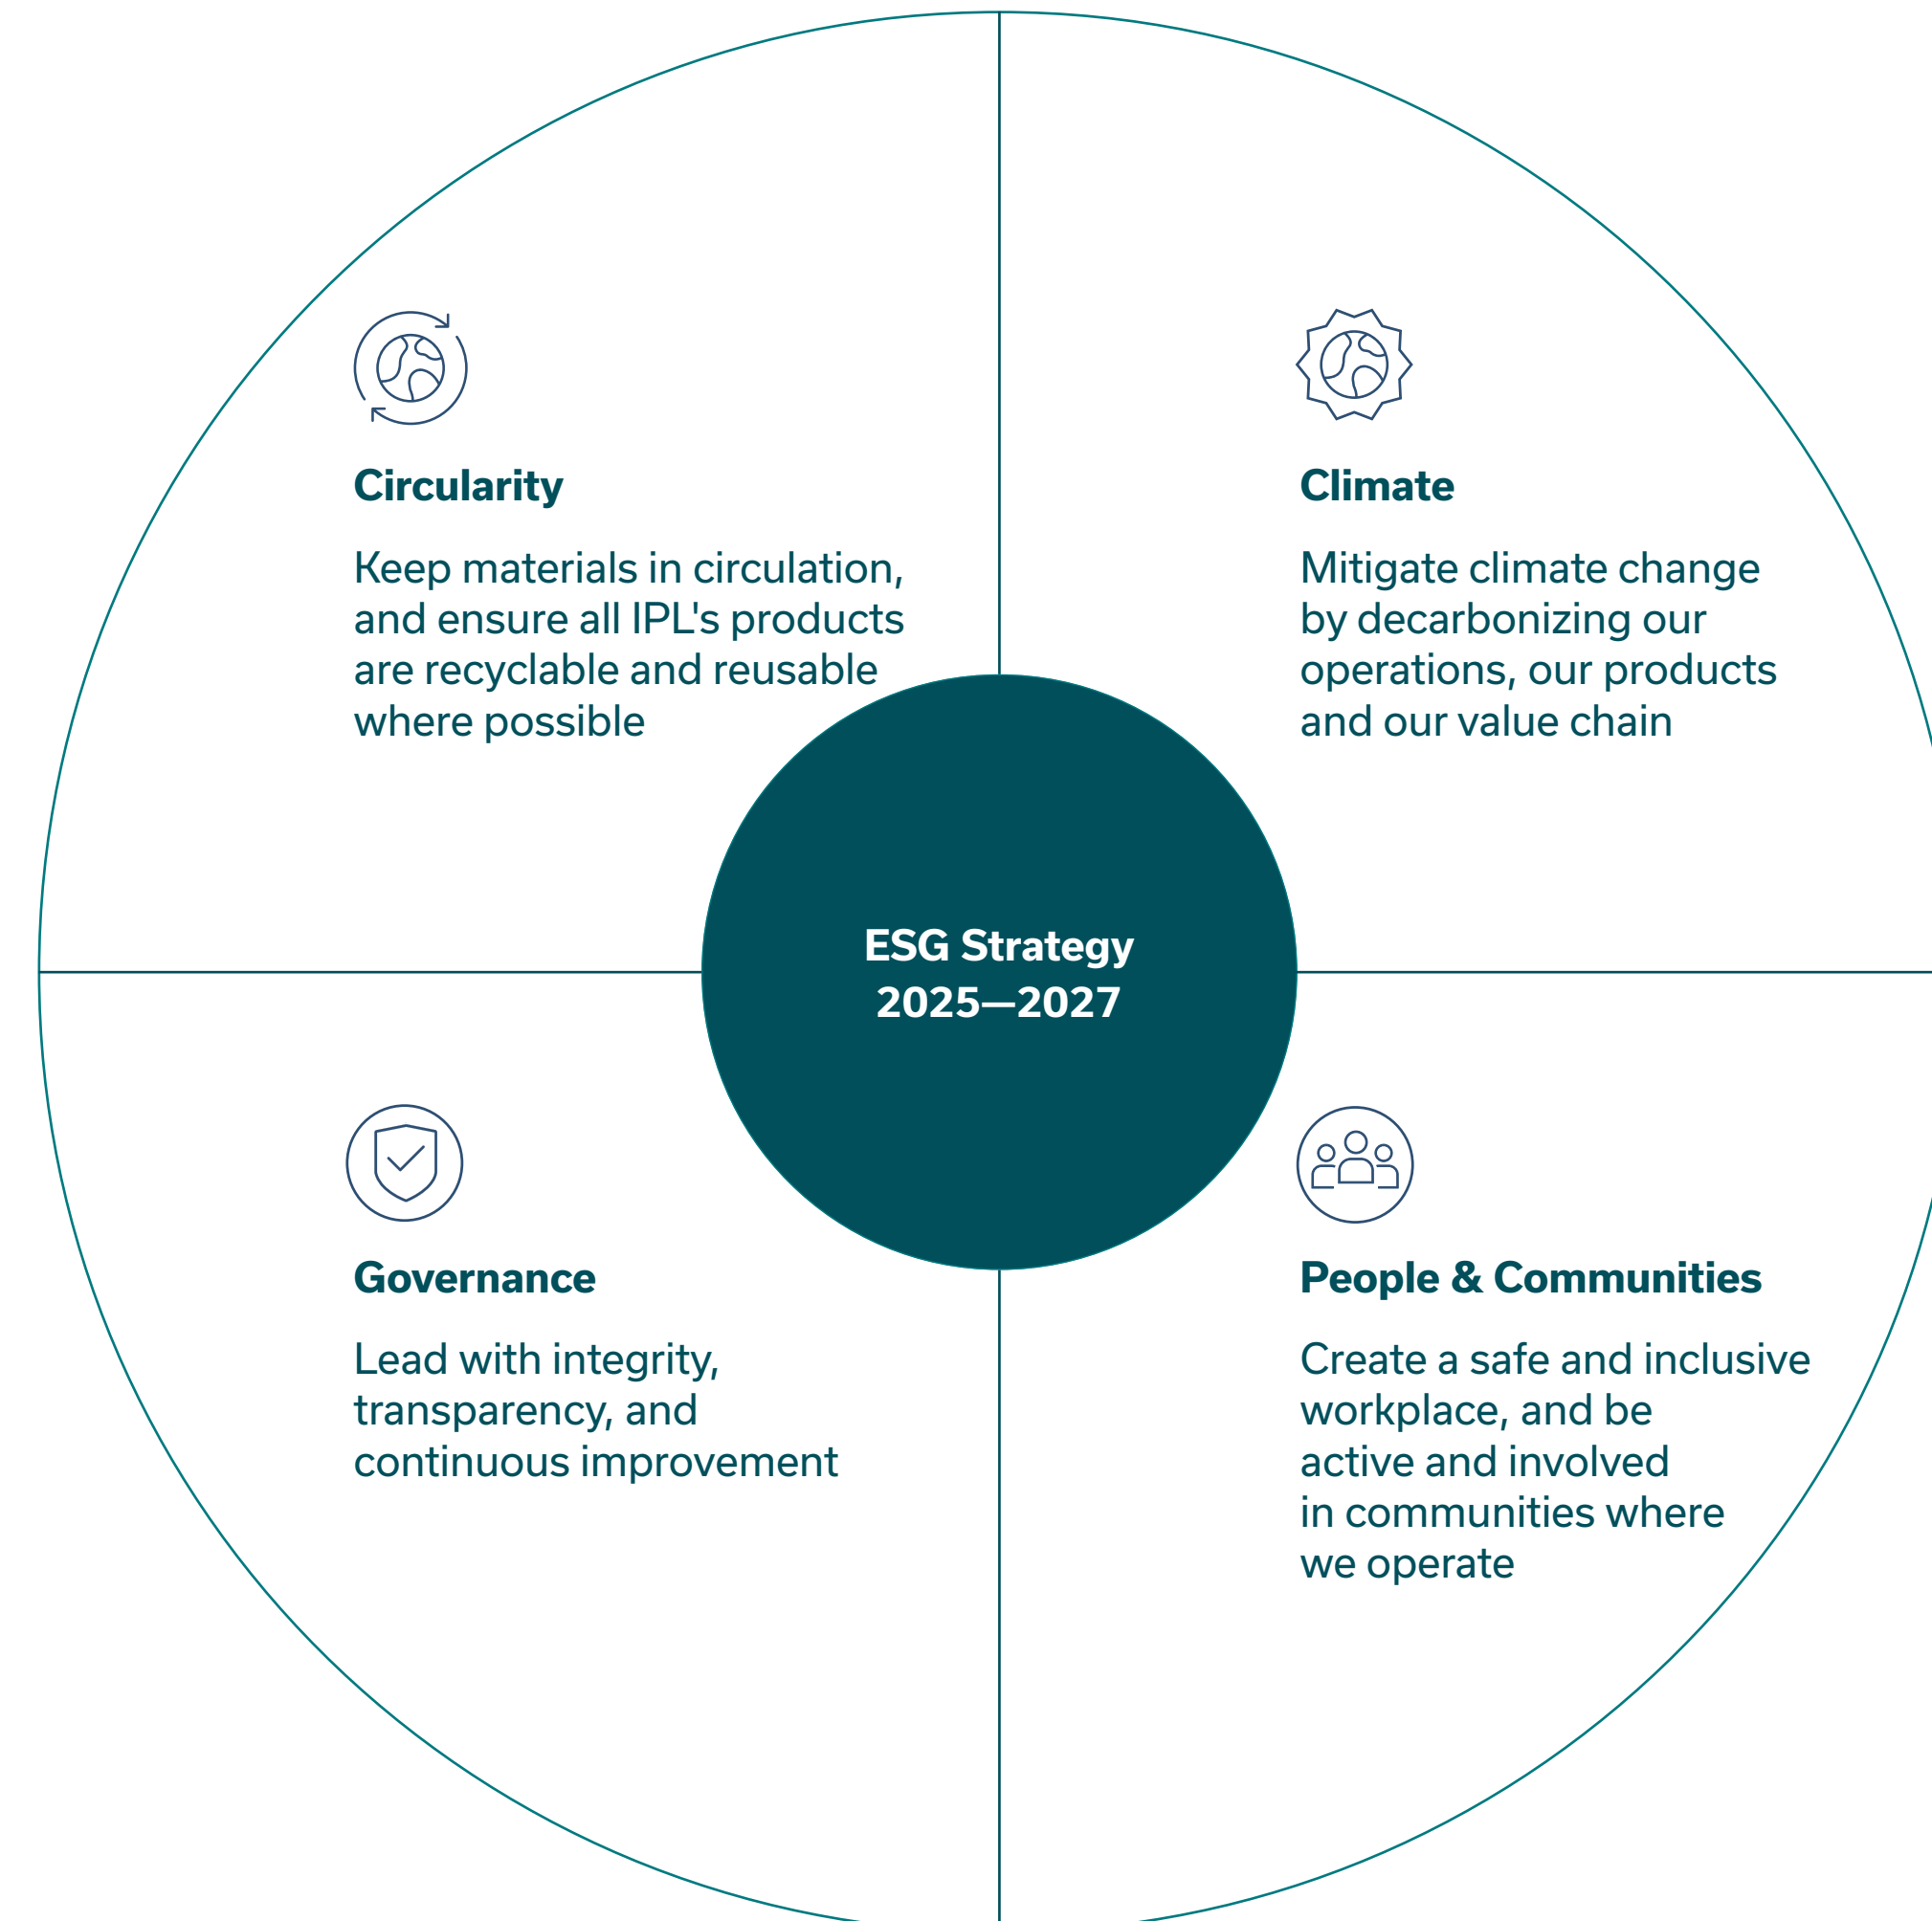 Circularity
Keep materials in circulation,
and ensure all IPL's products
are recyclable and reusable
where possible
Climate
Mitigate climate change
by decarbonizing our
operations, our products
and our value chain
ESG Strategy
2025—2027
Governance
Lead with integrity,
transparency, and
continuous improvement
People & Communities
Create a safe and inclusive
workplace, and be
active and involved
in communities where
we operate